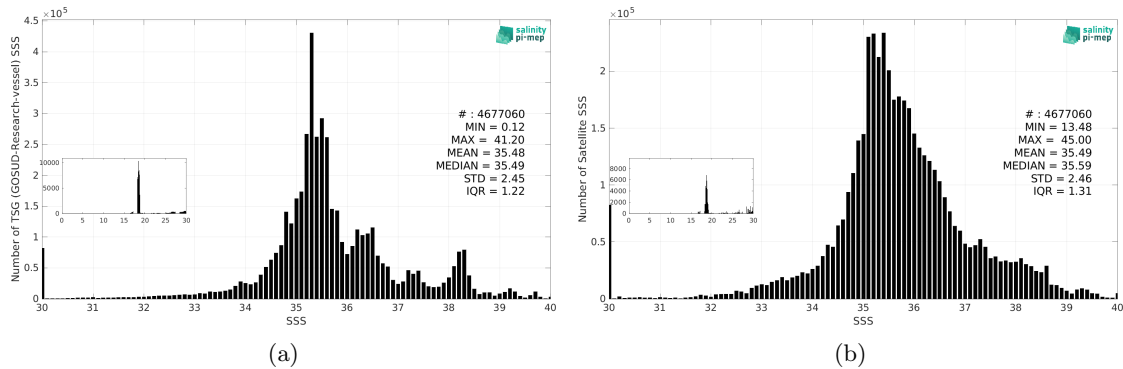 ×10⁵
4.5
4
3.5
3
2.5
2
1.5
1
0.5
0
30 31 32 33 34 35 36 37 38 39 40
SSS
Number of TSG (GOSUD-Research-vessel) SSS
salinity
pi-mep
# : 4677060
MIN = 0.12
MAX = 41.20
MEAN = 35.48
MEDIAN = 35.49
STD = 2.45
IQR = 1.22
10000
5000
0
0 5 10 15 20 25 30
(a)
×10⁵
2
1.5
1
0.5
0
30 31 32 33 34 35 36 37 38 39 40
SSS
Number of Satellite SSS
salinity
pi-mep
# : 4677060
MIN = 13.48
MAX = 45.00
MEAN = 35.49
MEDIAN = 35.59
STD = 2.46
IQR = 1.31
8000
6000
4000
2000
0
0 5 10 15 20 25 30
(b)